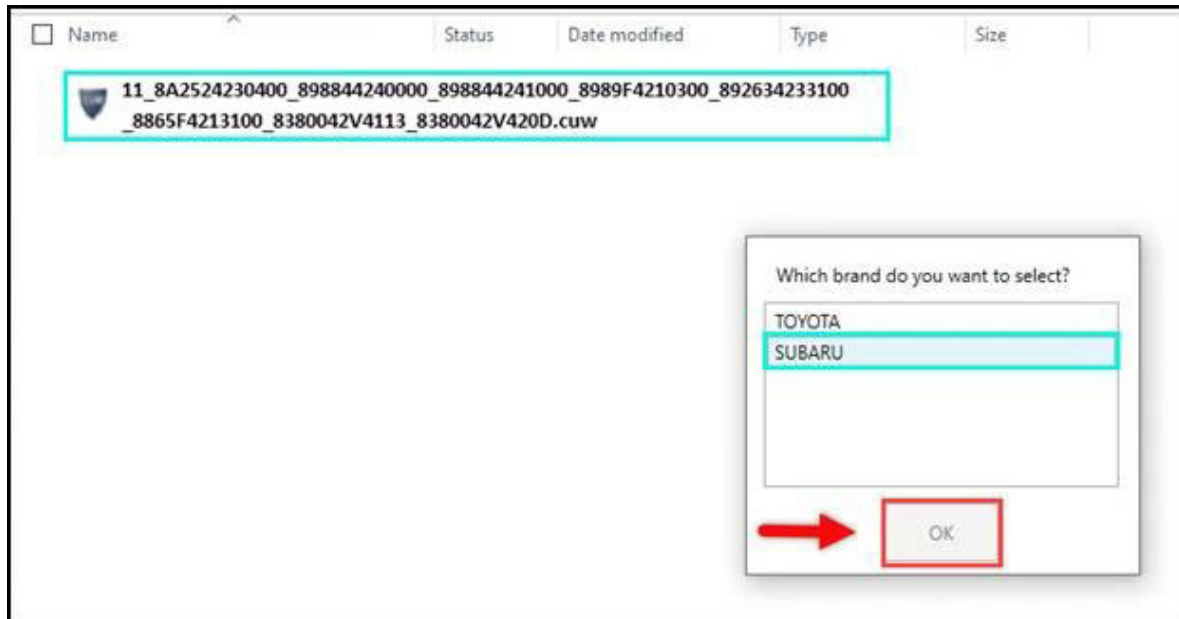 Name Status Date modified Type Size
11_8A2524230400_898844240000_898844241000_8989F4210300_892634233100
_8865F4213100_8380042V4113_8380042V420D.cuw
Which brand do you want to select?
TOYOTA
SUBARU
OK